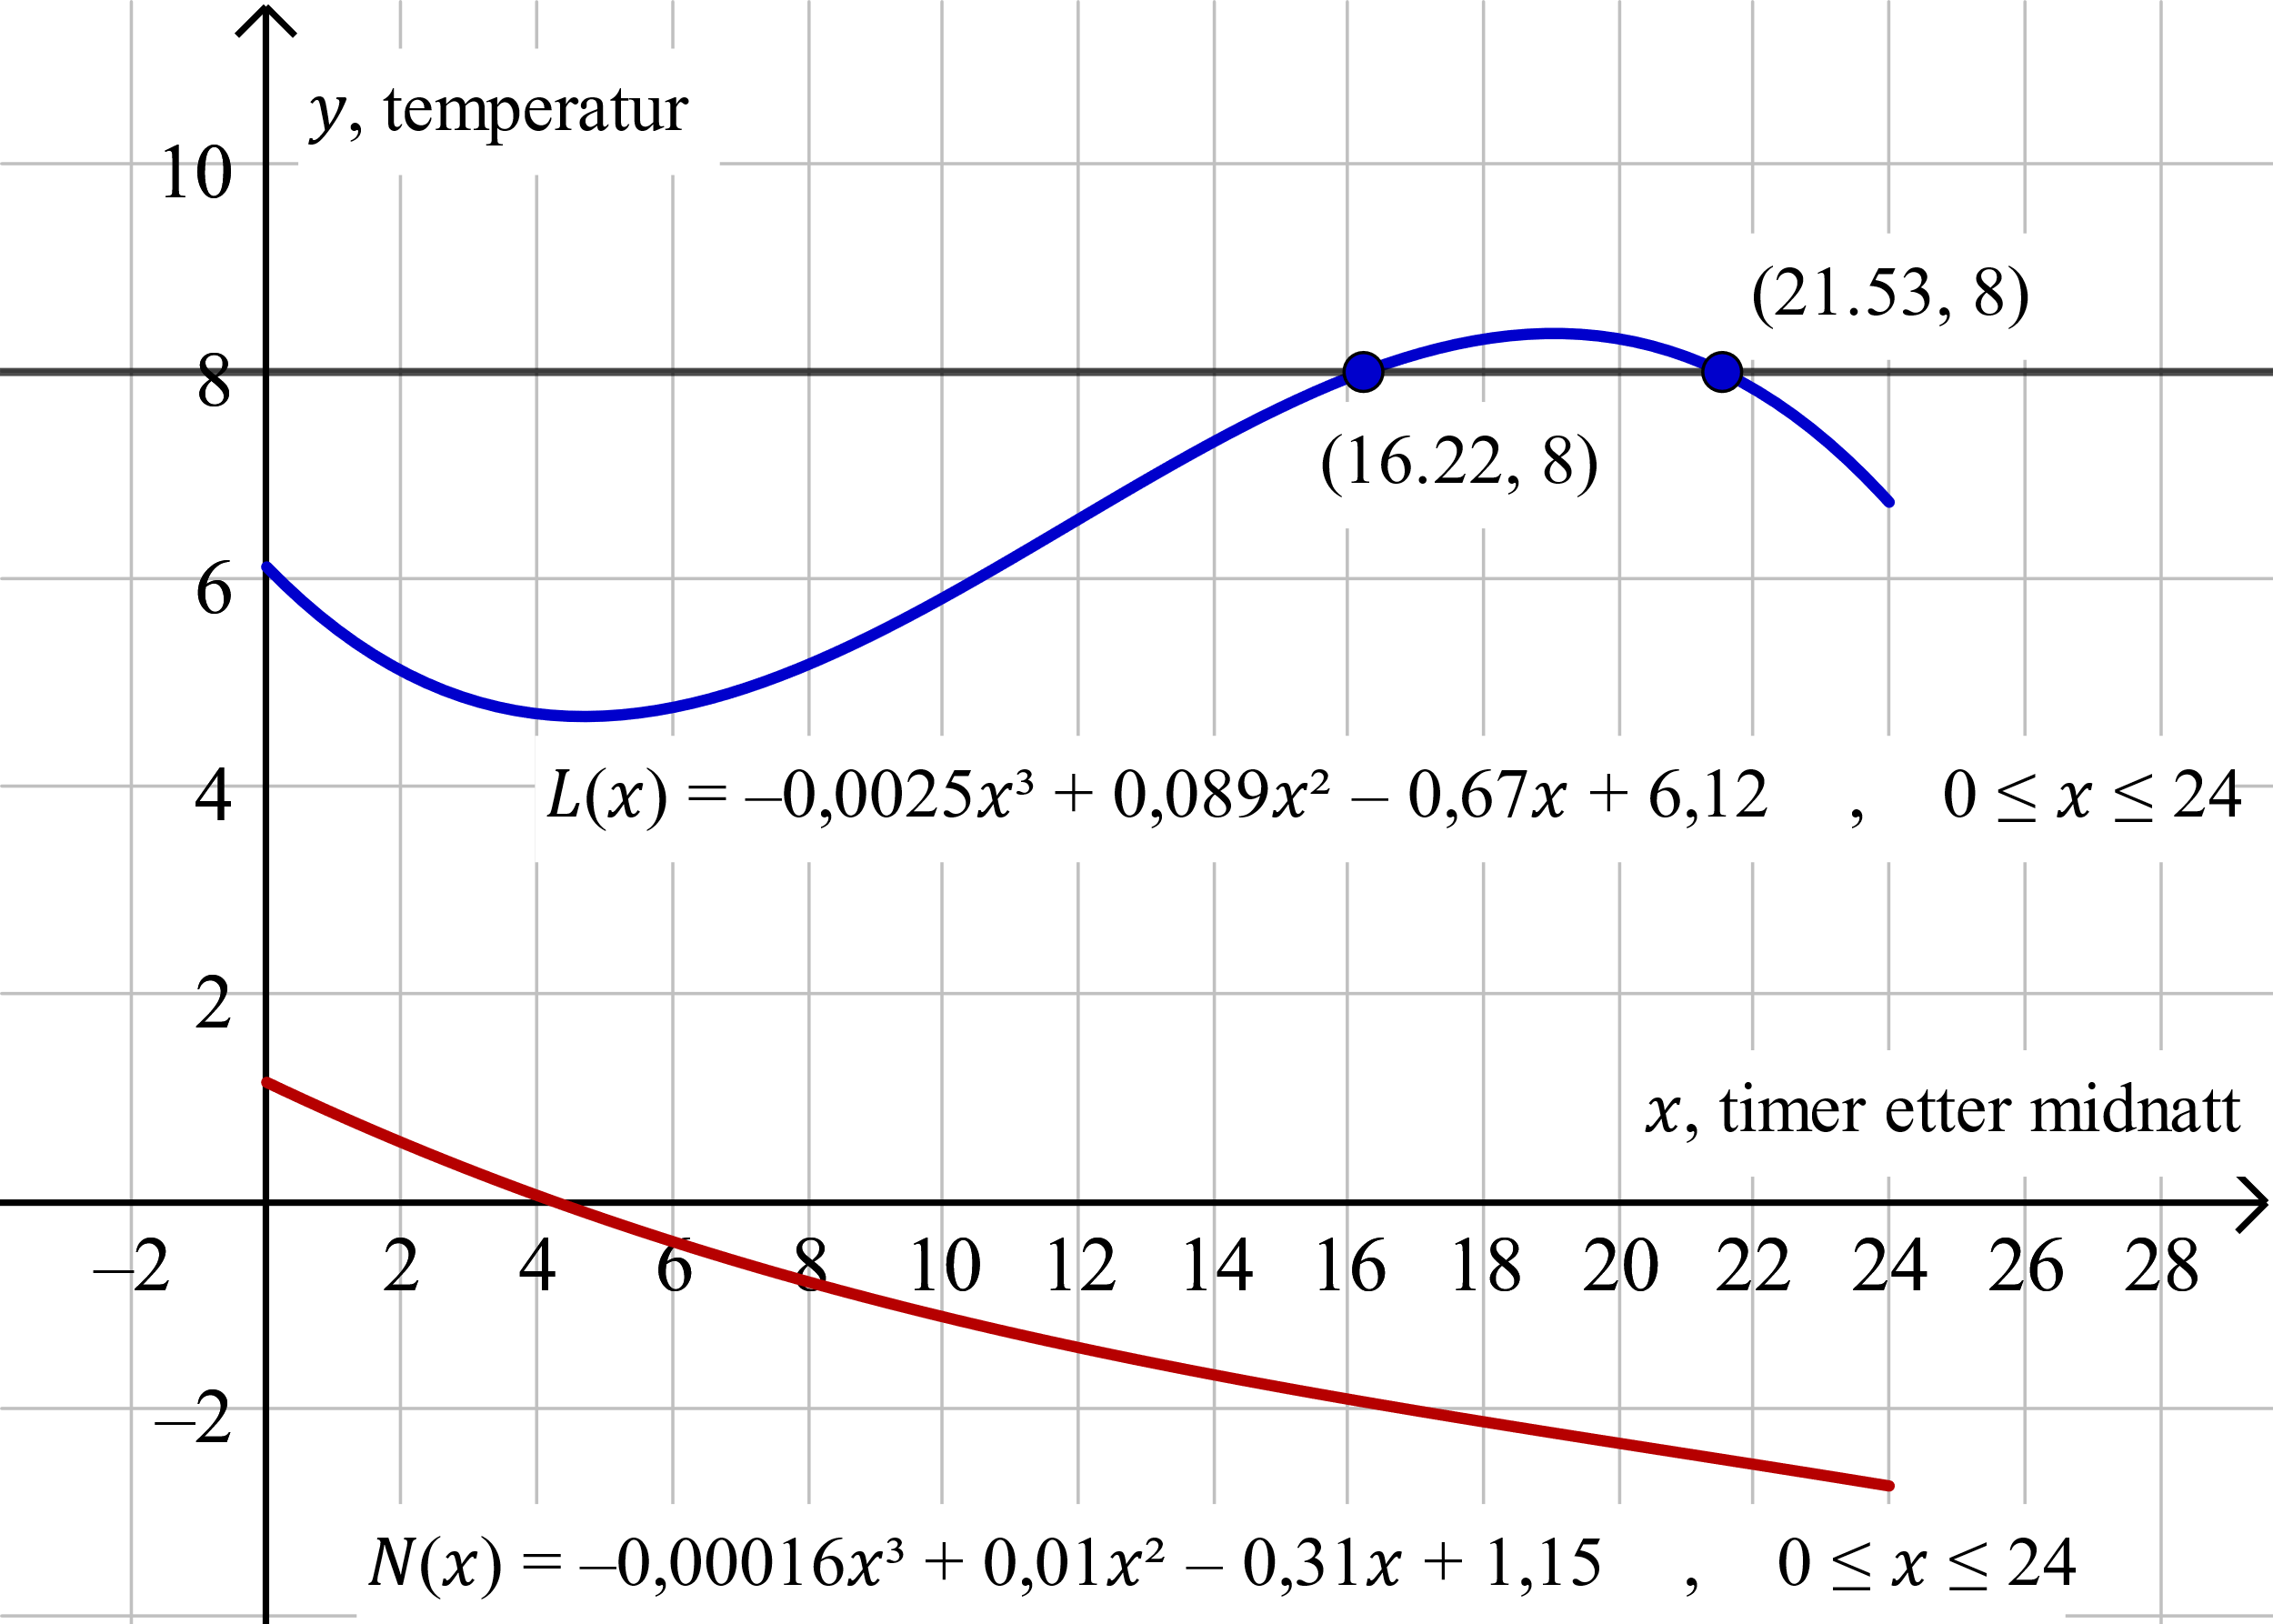 y, temperatur
10
(21.53, 8)
8
(16.22, 8)
6
4
L(x) = –0,0025x³ + 0,089x² – 0,67x + 6,12 , 0 ≤ x ≤ 24
2
x, timer etter midnatt
–2 2 4 6 8 10 12 14 16 18 20 22 24 26 28
–2
N(x) = –0,00016x³ + 0,01x² – 0,31x + 1,15 , 0 ≤ x ≤ 24